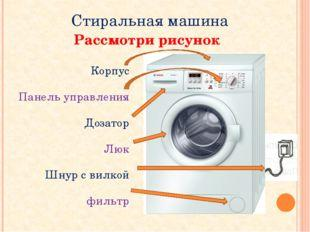 Стиральная машина
Рассмотри рисунок
Корпус
Панель управления
Дозатор
Люк
Шнур с вилкой
фильтр